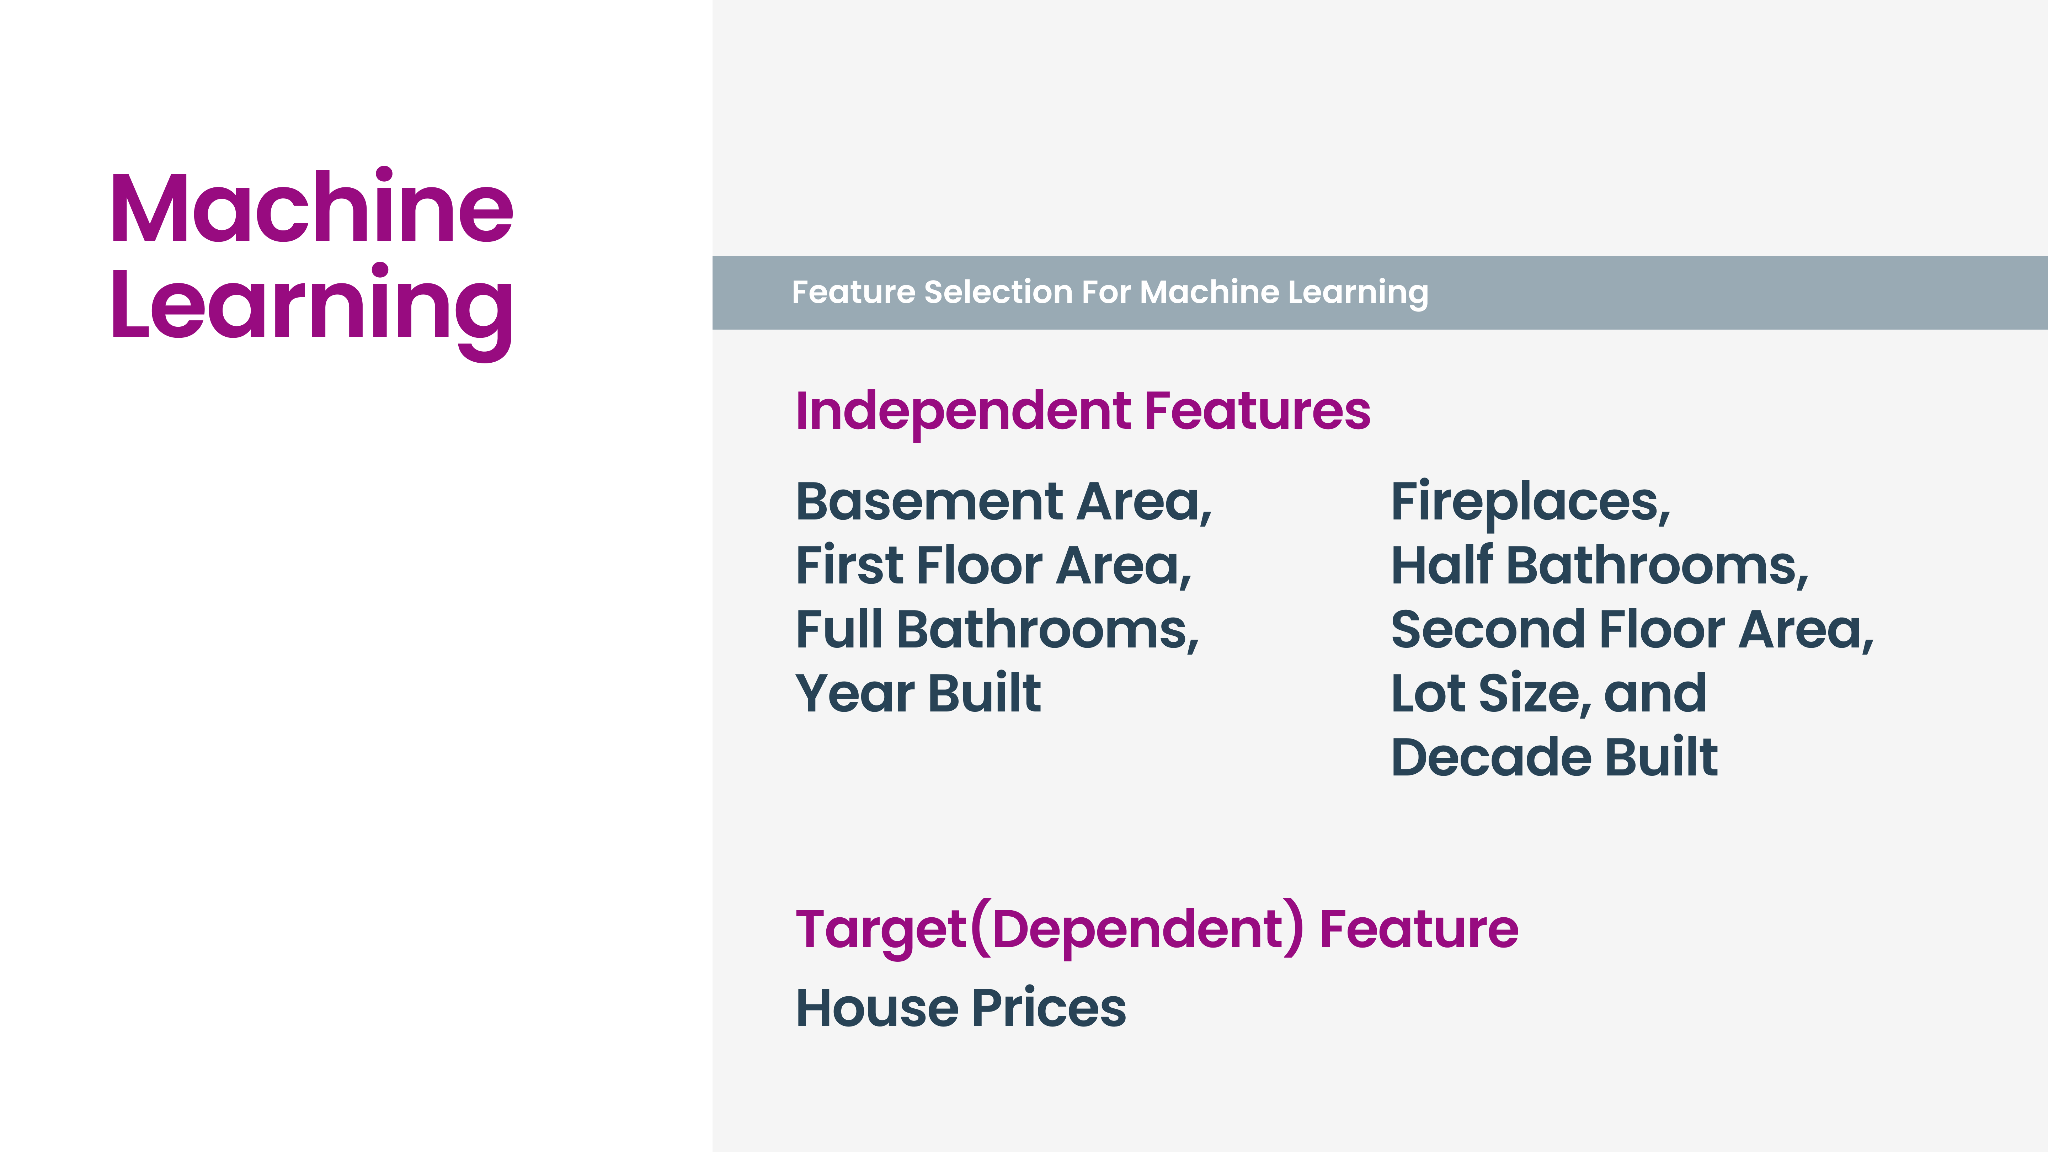 Machine
Learning
Feature Selection For Machine Learning
Independent Features
Basement Area,
First Floor Area,
Full Bathrooms,
Year Built
Fireplaces,
Half Bathrooms,
Second Floor Area,
Lot Size, and
Decade Built
Target(Dependent) Feature
House Prices